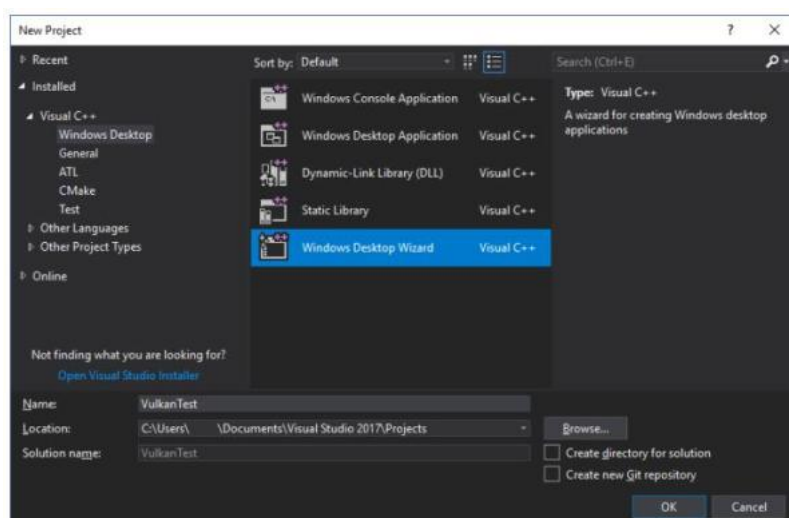 New Project
? ×
Recent
Installed
Visual C++
Windows Desktop
General
ATL
CMake
Test
Other Languages
Other Project Types
Online
Not finding what you are looking for?
Open Visual Studio Installer
Sort by: Default
Windows Console Application Visual C++
Windows Desktop Application Visual C++
Dynamic-Link Library (DLL) Visual C++
Static Library Visual C++
Windows Desktop Wizard Visual C++
Search (Ctrl+E)
Type: Visual C++
A wizard for creating Windows desktop
applications
Name: VulkanTest
Location: C:\Users\ \Documents\Visual Studio 2017\Projects
Browse...
Solution name: VulkanTest
Create directory for solution
Create new Git repository
OK Cancel